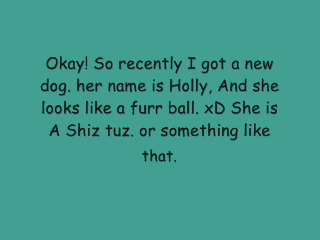 Okay! So recently I got a new
dog. her name is Holly, And she
looks like a furr ball. xD She is
A Shiz tuz. or something like
that.